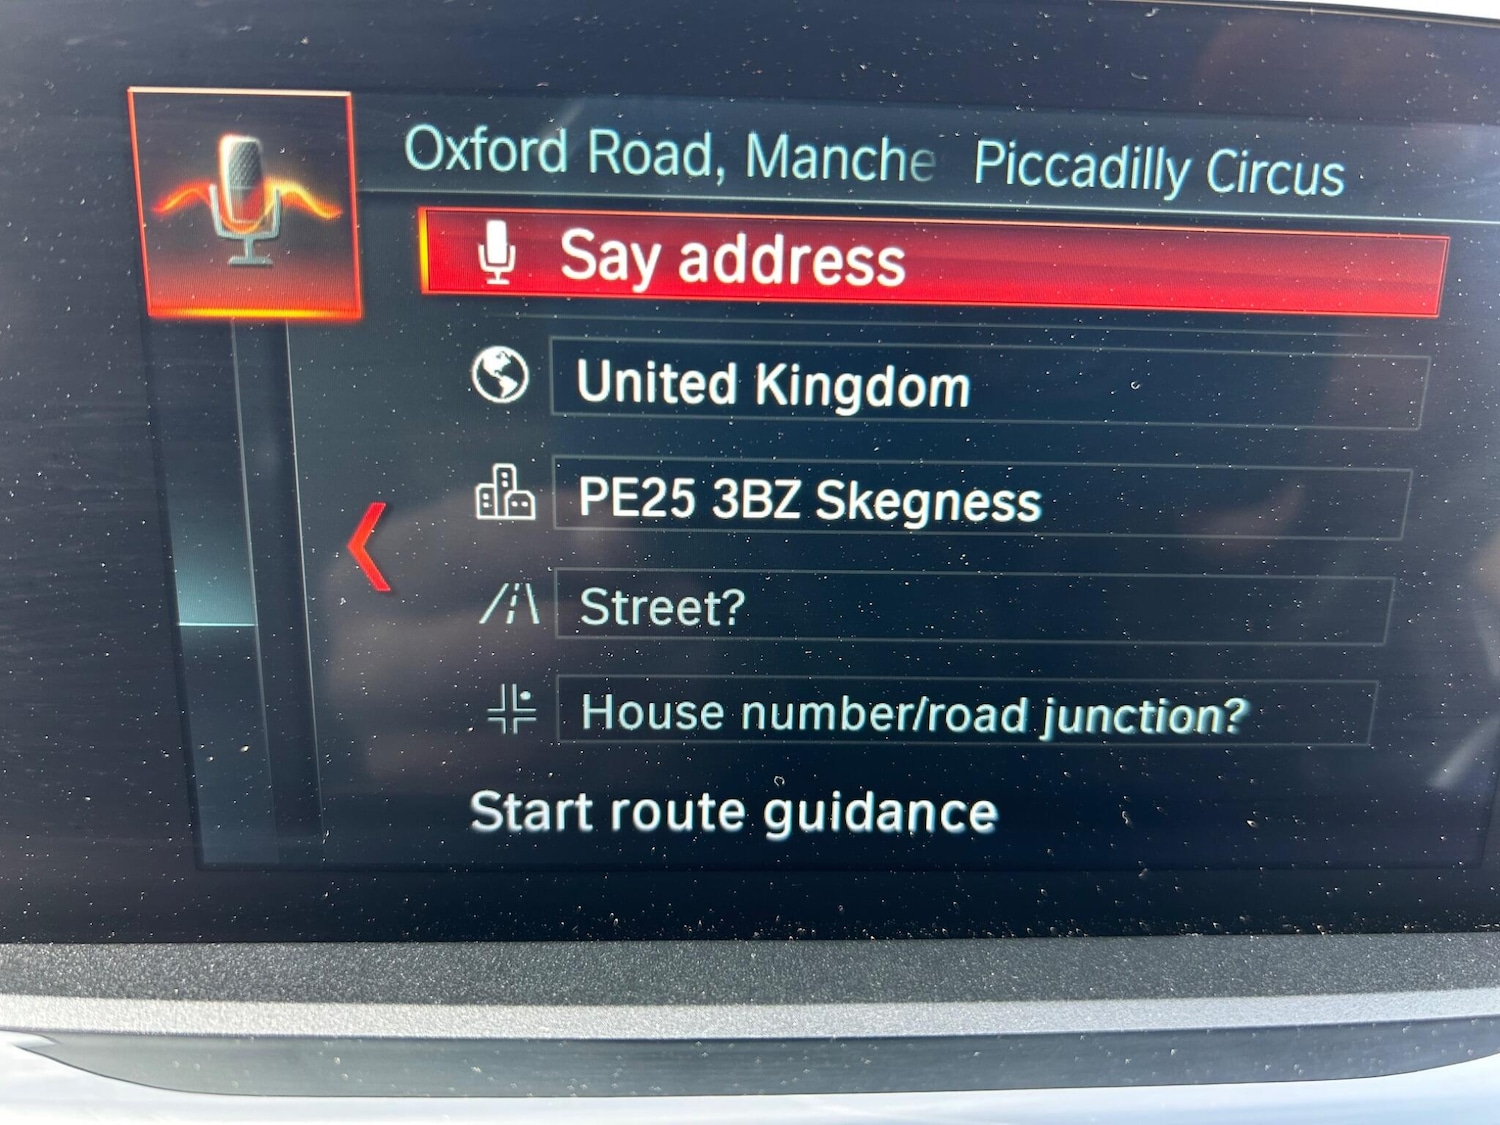 Oxford Road, Manche Piccadilly Circus
Say address
United Kingdom
PE25 3BZ Skegness
Street?
House number/road junction?
Start route guidance